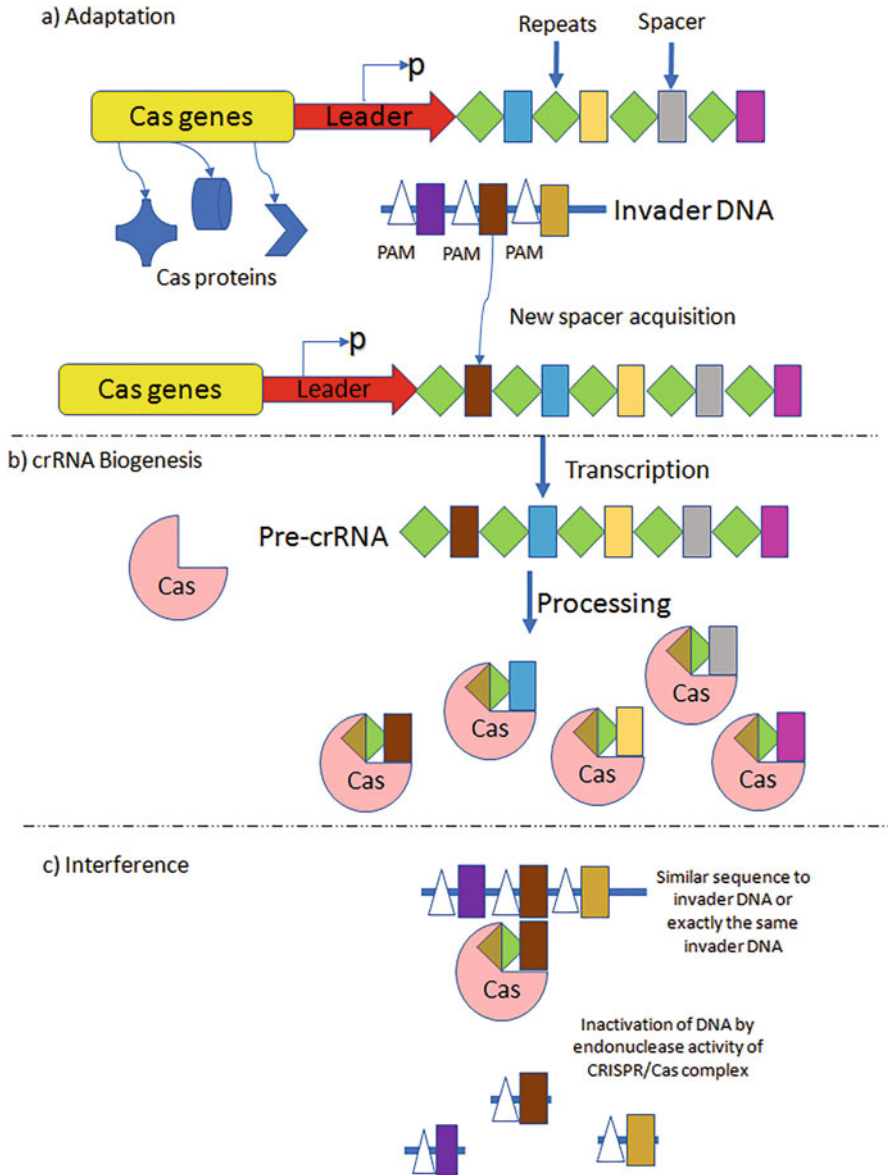 a) Adaptation
Repeats
Spacer
p
Cas genes
Leader
Invader DNA
PAM
PAM
PAM
Cas proteins
New spacer acquisition
p
Cas genes
Leader
b) crRNA Biogenesis
Transcription
Pre-crRNA
Cas
Processing
Cas
Cas
Cas
Cas
Cas
c) Interference
Similar sequence to
invader DNA or
exactly the same
invader DNA
Cas
Inactivation of DNA by
endonuclease activity of
CRISPR/Cas complex